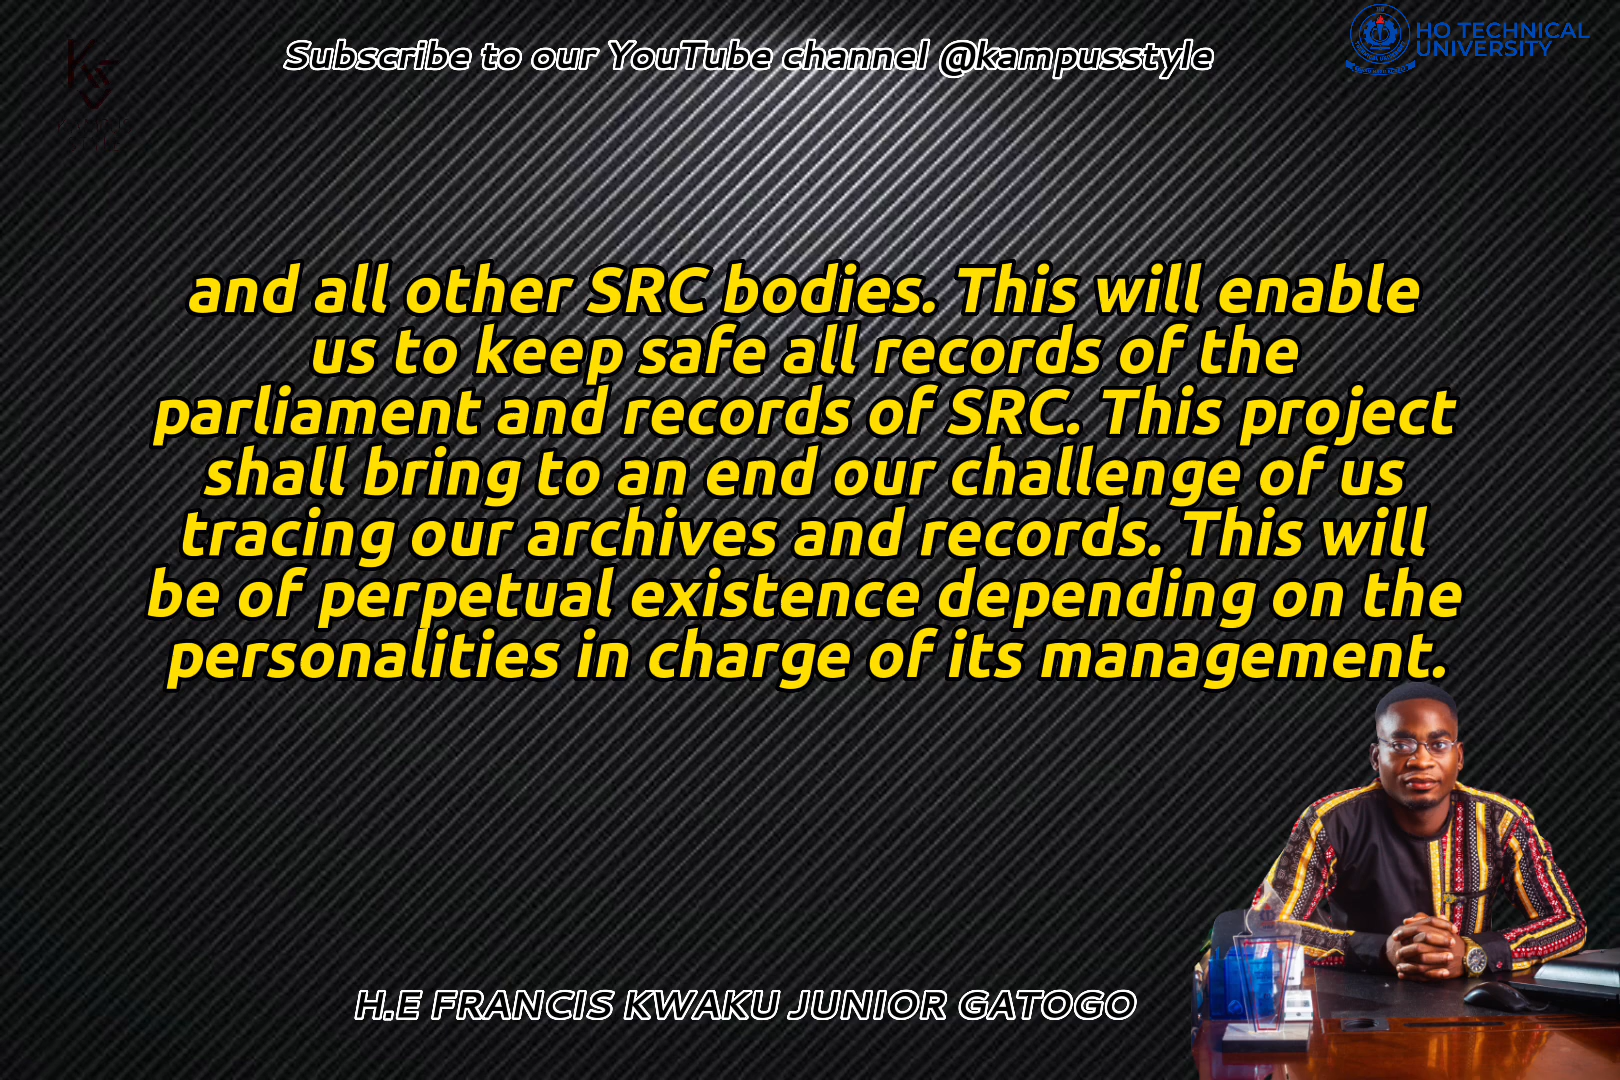 Subscribe to our YouTube channel @kampusstyle
HO TECHNICAL
UNIVERSITY
and all other SRC bodies. This will enable
us to keep safe all records of the
parliament and records of SRC. This project
shall bring to an end our challenge of us
tracing our archives and records. This will
be of perpetual existence depending on the
personalities in charge of its management.
H.E FRANCIS KWAKU JUNIOR GATOGO